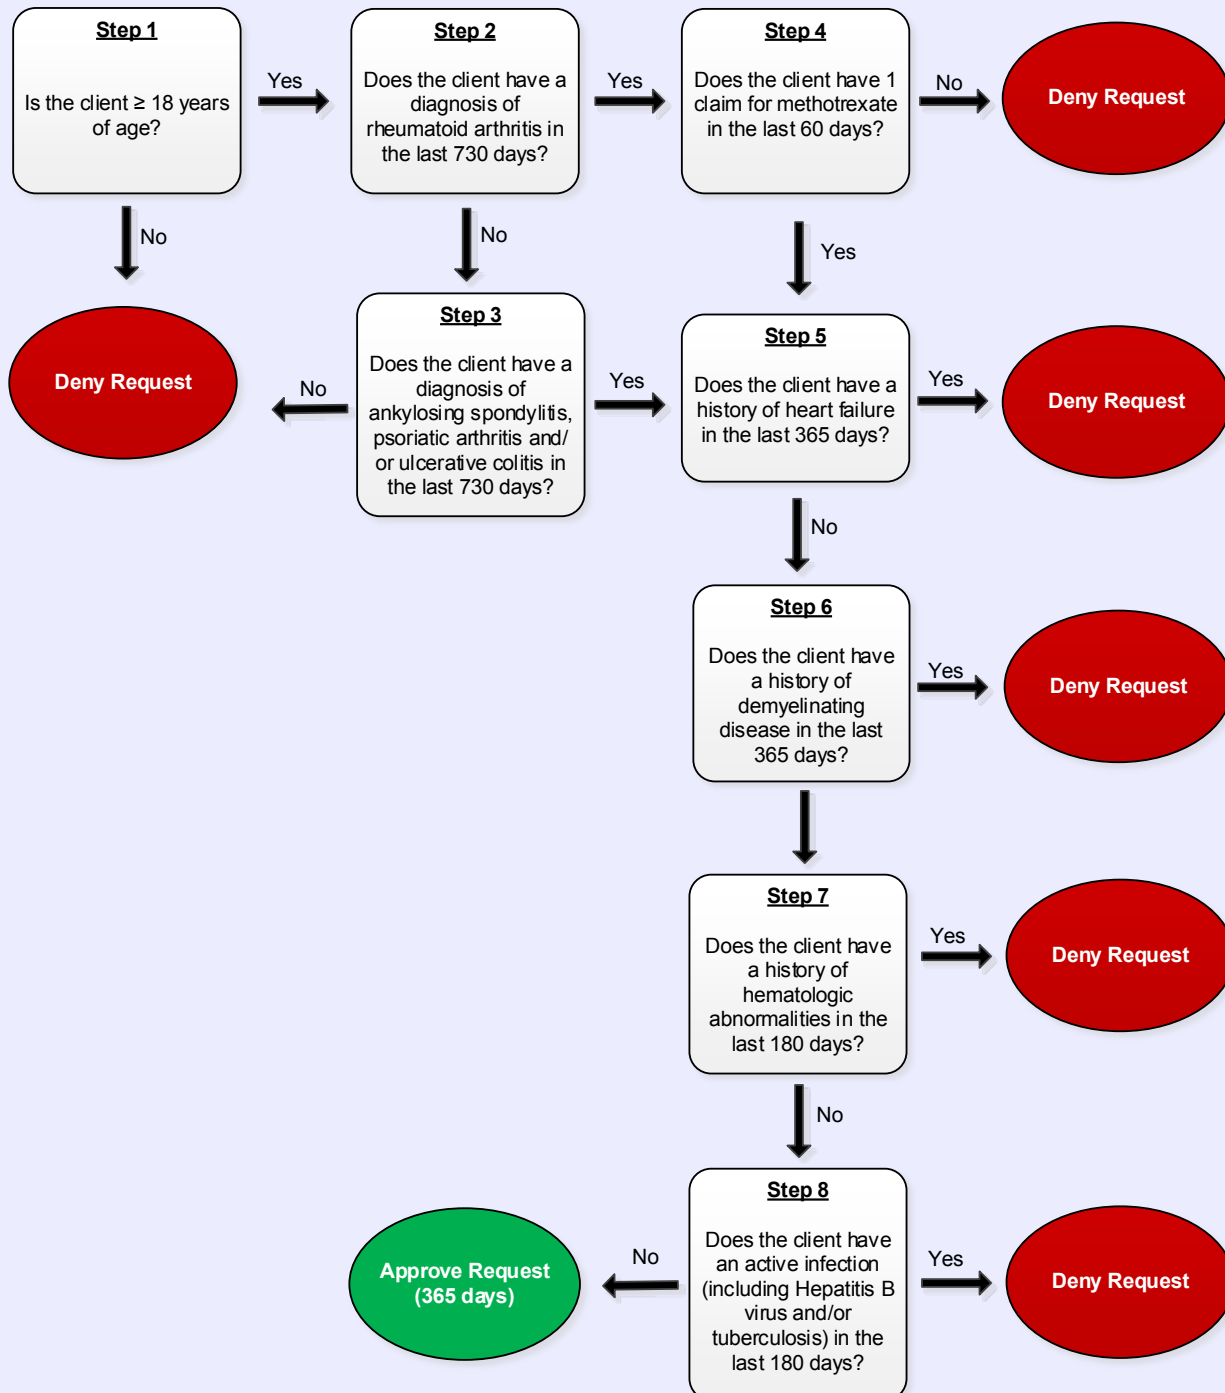 Step 1
Is the client ≥ 18 years
of age?
Yes
No
Step 2
Does the client have a
diagnosis of
rheumatoid arthritis in
the last 730 days?
Yes
No
Step 4
Does the client have 1
claim for methotrexate
in the last 60 days?
No
Deny Request
Yes
Deny Request
Step 3
Does the client have a
diagnosis of
ankylosing spondylitis,
psoriatic arthritis and/
or ulcerative colitis in
the last 730 days?
No
Yes
Step 5
Does the client have a
history of heart failure
in the last 365 days?
Yes
Deny Request
No
Step 6
Does the client have
a history of
demyelinating
disease in the last
365 days?
Yes
Deny Request
Step 7
Does the client have
a history of
hematologic
abnormalities in the
last 180 days?
Yes
Deny Request
No
Step 8
Does the client have
an active infection
(including Hepatitis B
virus and/or
tuberculosis) in the
last 180 days?
No
Approve Request
(365 days)
Yes
Deny Request